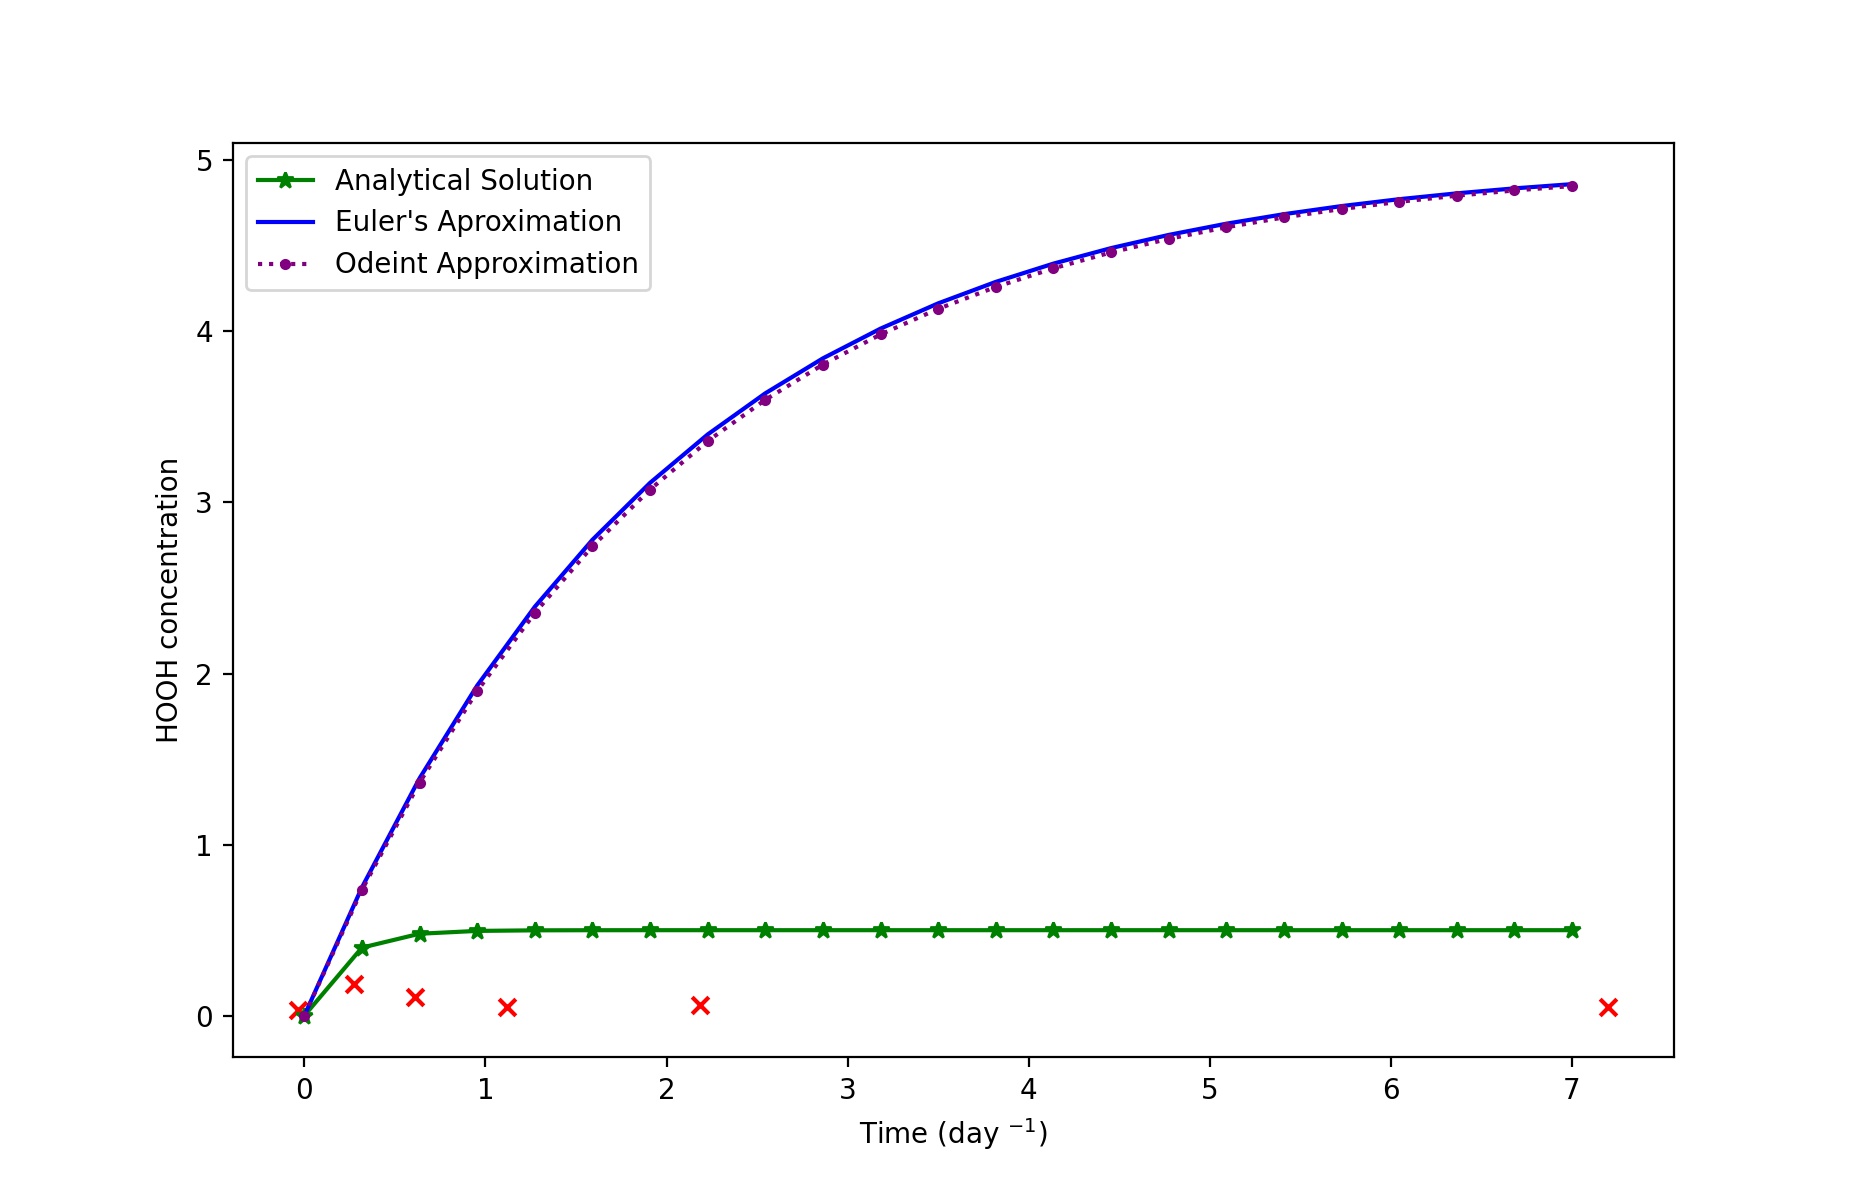 5
4
3
2
1
0
HOOH concentration
Analytical Solution
Euler's Aproximation
Odeint Approximation
0 1 2 3 4 5 6 7
Time (day ⁻¹)